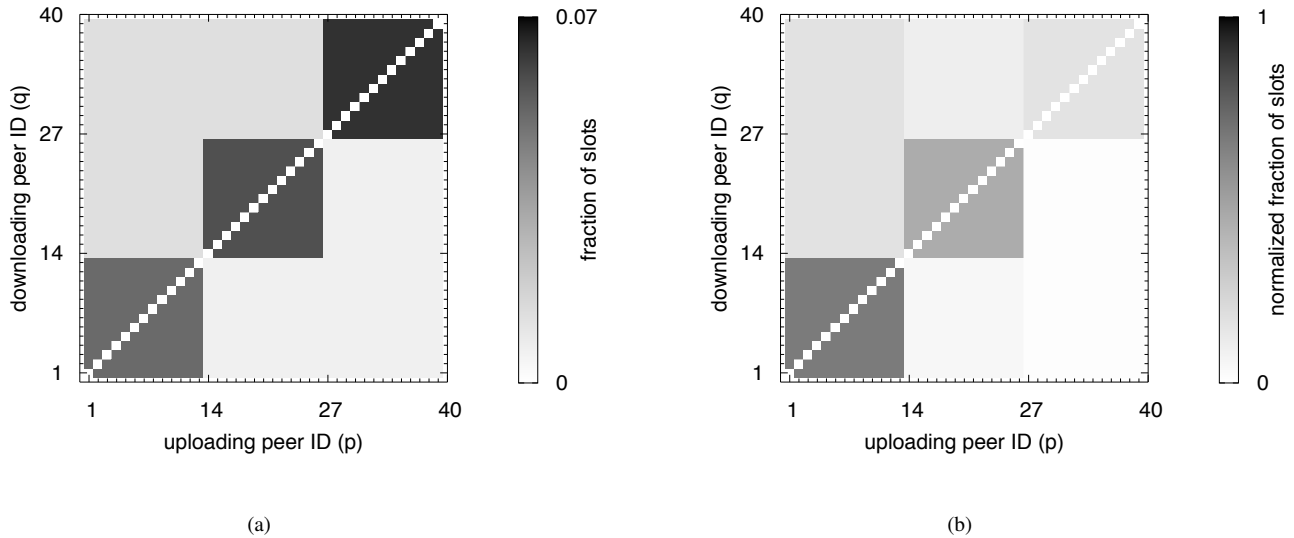 40
27
14
1
downloading peer ID (q)
1 14 27 40
uploading peer ID (p)
0.07
0
fraction of slots
(a)
40
27
14
1
downloading peer ID (q)
1 14 27 40
uploading peer ID (p)
1
0
normalized fraction of slots
(b)